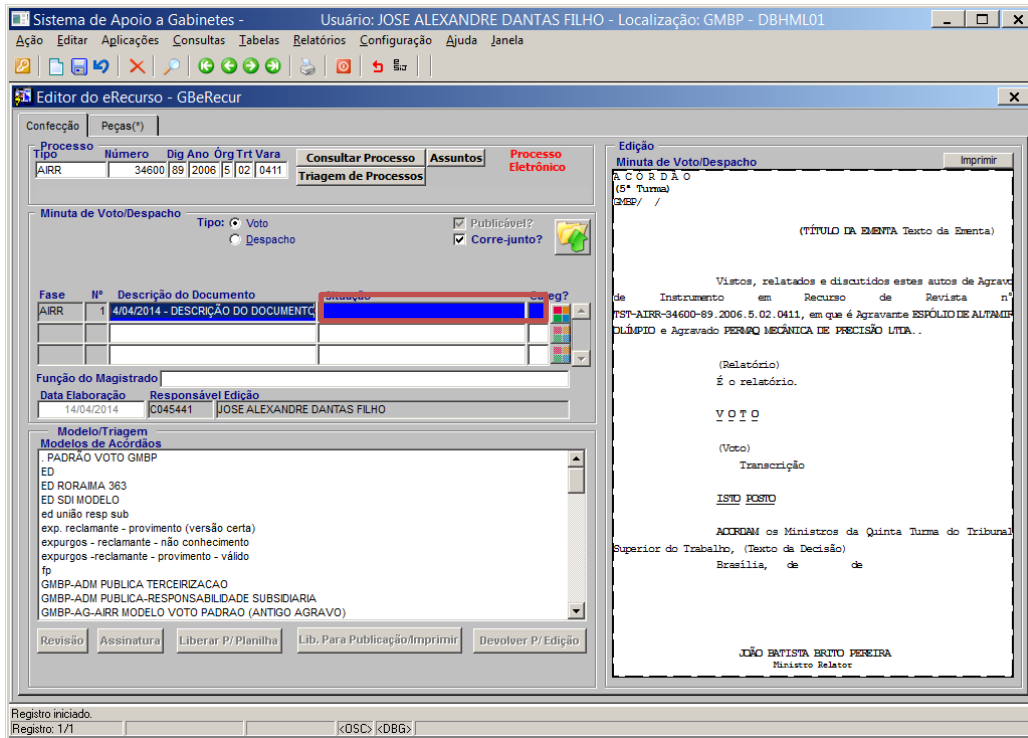 Sistema de Apoio a Gabinetes - Usuário: JOSE ALEXANDRE DANTAS FILHO - Localização: GMBP - DBHML01
Ação Editar Aplicações Consultas Tabelas Relatórios Configuração Ajuda Janela
Editor do eRecurso - GBeRecur
Confecção Peças(*)
Processo
Tipo Número Dig Ano Órg Trt Vara
AIRR 34600 89 2006 5 02 0411
Consultar Processo Assuntos
Triagem de Processos
Processo
Eletrônico
Minuta de Voto/Despacho
Tipo: Voto
Despacho
Publicável?
Corre-junto?
Fase Nº Descrição do Documento Situação
AIRR 1 4/04/2014 - DESCRIÇÃO DO DOCUMENTO
Função do Magistrado
Data Elaboração Responsável Edição
14/04/2014 C045441 JOSE ALEXANDRE DANTAS FILHO
Modelo/Triagem
Modelos de Acórdãos
. PADRÃO VOTO GMBP
ED
ED RORAIMA 363
ED SDI MODELO
ed união resp sub
exp. reclamante - provimento (versão certa)
expurgos - reclamante - não conhecimento
expurgos -reclamante - provimento - válido
fp
GMBP-ADM PUBLICA TERCEIRIZACAO
GMBP-ADM PUBLICA-RESPONSABILIDADE SUBSIDIARIA
GMBP-AG-AIRR MODELO VOTO PADRAO (ANTIGO AGRAVO)
Revisão Assinatura Liberar P/ Planilha Lib. Para Publicação/Imprimir Devolver P/ Edição
Edição
Minuta de Voto/Despacho Imprimir
A C Ó R D Ã O
(5ª Turma)
GMBP/ /
(TÍTULO DA EMENTA Texto da Ementa)
Vistos, relatados e discutidos estes autos de Agravo
de Instrumento em Recurso de Revista n°
TST-AIRR-34600-89.2006.5.02.0411, em que é Agravante ESPÓLIO DE ALTAMIR
OLÍMPIO e Agravado PERMAQ MECÂNICA DE PRECISÃO LTDA..
(Relatório)
É o relatório.
V O T O
(Voto)
Transcrição
ISTO POSTO
ACORDAM os Ministros da Quinta Turma do Tribunal
Superior do Trabalho, (Texto da Decisão)
Brasília, de de
JOÃO BATISTA BRITO PEREIRA
Ministro Relator
Registro iniciado.
Registro: 1/1 <OSC> <DBG>